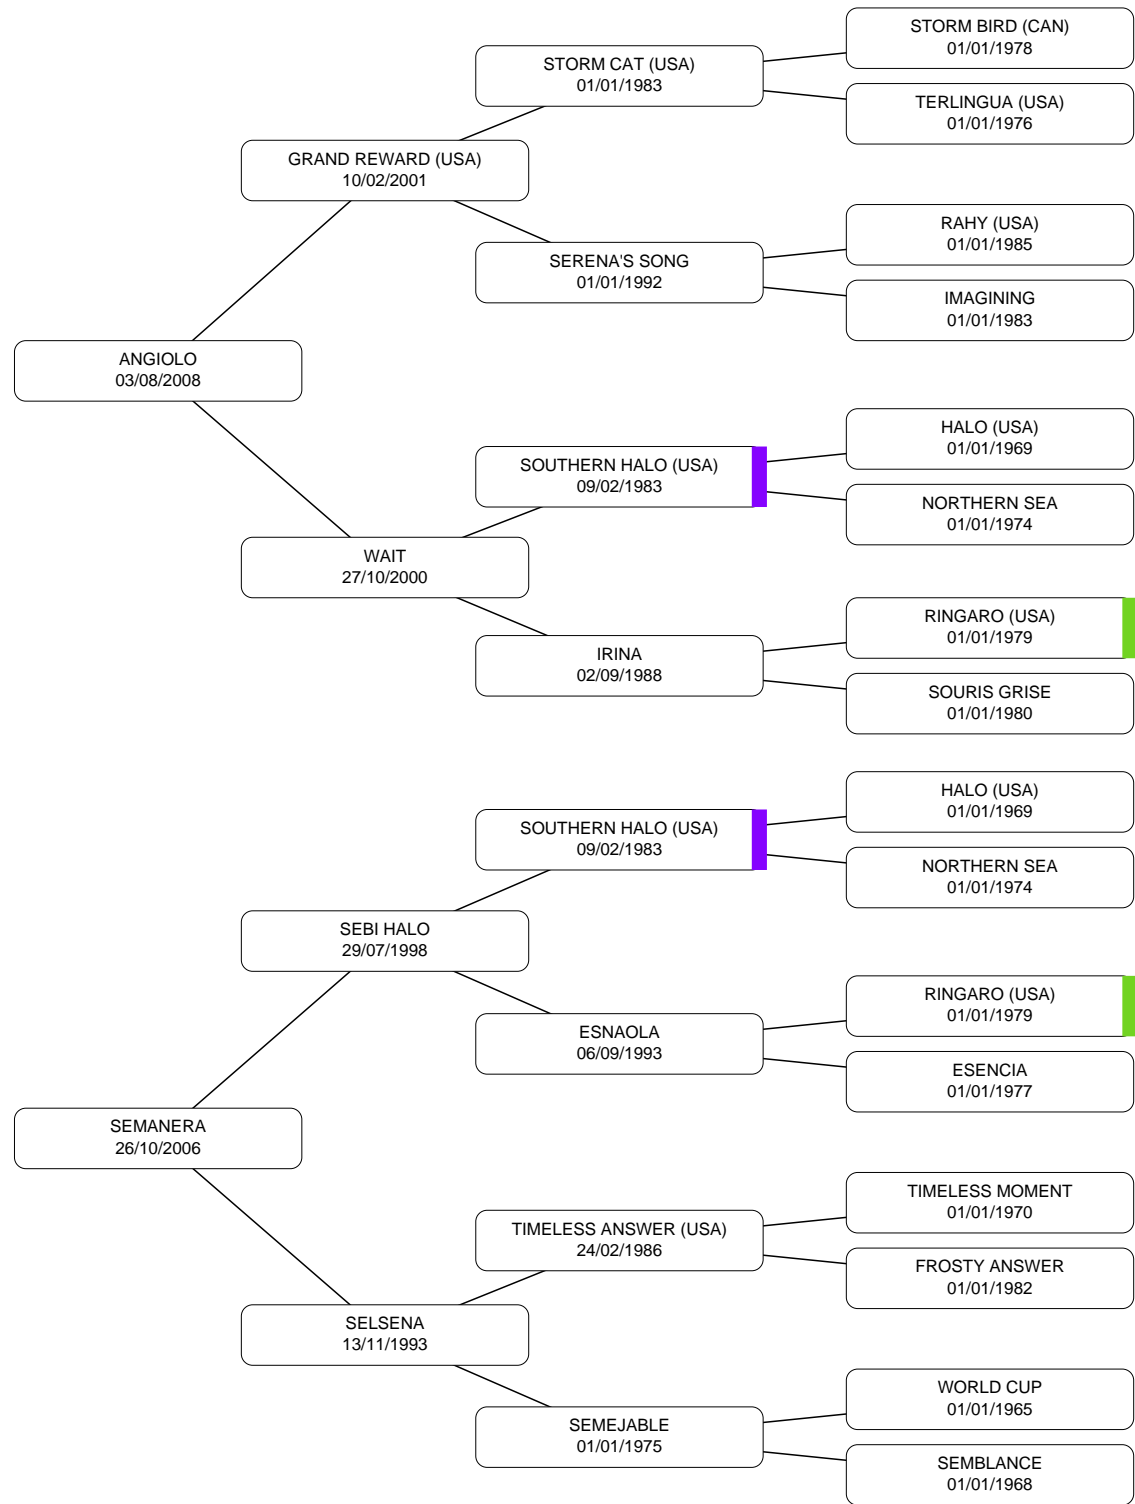 STORM BIRD (CAN)
01/01/1978
STORM CAT (USA)
01/01/1983
TERLINGUA (USA)
01/01/1976
GRAND REWARD (USA)
10/02/2001
RAHY (USA)
01/01/1985
SERENA'S SONG
01/01/1992
IMAGINING
01/01/1983
ANGIOLO
03/08/2008
HALO (USA)
01/01/1969
SOUTHERN HALO (USA)
09/02/1983
NORTHERN SEA
01/01/1974
WAIT
27/10/2000
RINGARO (USA)
01/01/1979
IRINA
02/09/1988
SOURIS GRISE
01/01/1980
HALO (USA)
01/01/1969
SOUTHERN HALO (USA)
09/02/1983
NORTHERN SEA
01/01/1974
SEBI HALO
29/07/1998
RINGARO (USA)
01/01/1979
ESNAOLA
06/09/1993
ESENCIA
01/01/1977
SEMANERA
26/10/2006
TIMELESS MOMENT
01/01/1970
TIMELESS ANSWER (USA)
24/02/1986
FROSTY ANSWER
01/01/1982
SELSENA
13/11/1993
WORLD CUP
01/01/1965
SEMEJABLE
01/01/1975
SEMBLANCE
01/01/1968